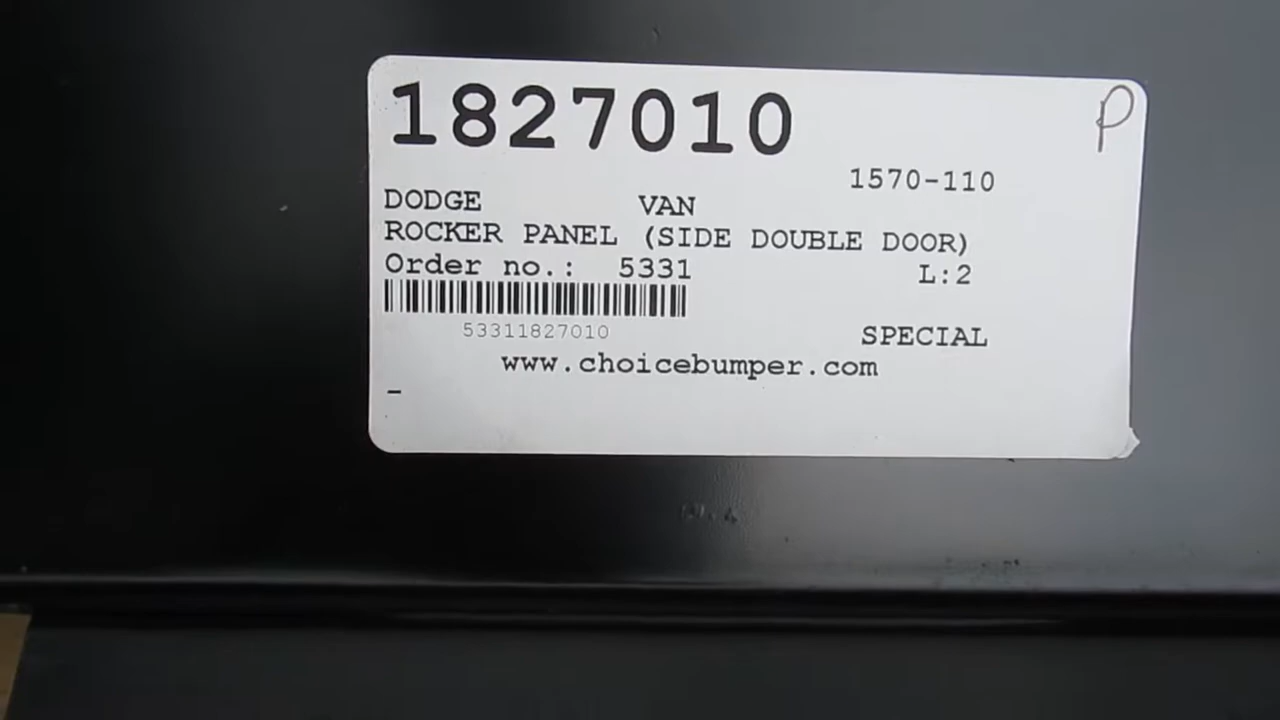 1827010
P
1570-110
DODGE VAN
ROCKER PANEL (SIDE DOUBLE DOOR)
Order no.: 5331 L:2
53311827010
SPECIAL
www.choicebumper.com
-